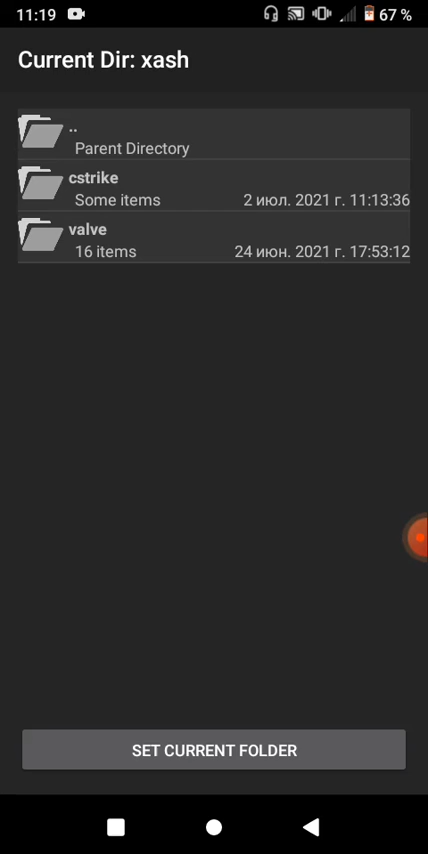 11:19 67 %
Current Dir: xash
..
Parent Directory
cstrike
Some items 2 июл. 2021 г. 11:13:36
valve
16 items 24 июн. 2021 г. 17:53:12
SET CURRENT FOLDER